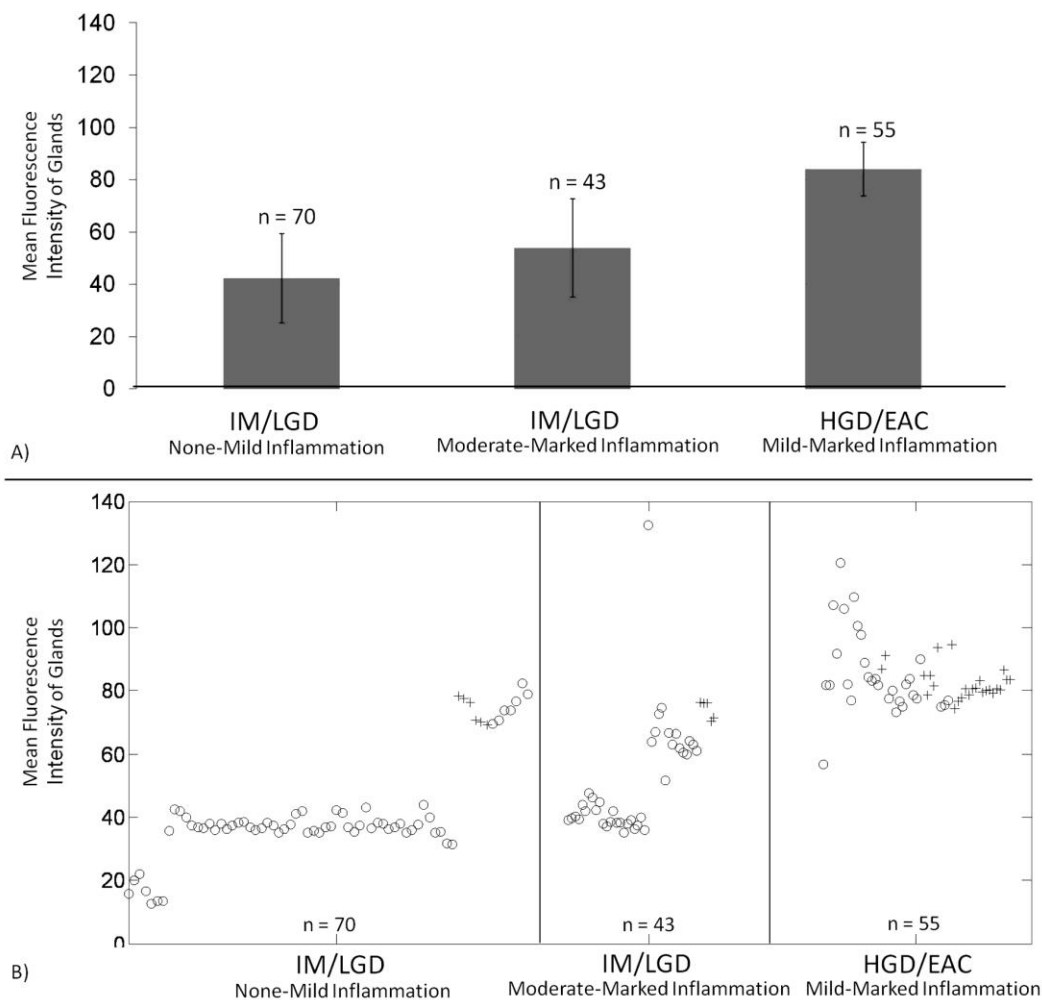 140
120
100
80
60
40
20
0
Mean Fluorescence
Intensity of Glands
n = 70
n = 43
n = 55
IM/LGD
None-Mild Inflammation
IM/LGD
Moderate-Marked Inflammation
HGD/EAC
Mild-Marked Inflammation
A)
140
120
100
80
60
40
20
0
Mean Fluorescence
Intensity of Glands
n = 70
n = 43
n = 55
IM/LGD
None-Mild Inflammation
IM/LGD
Moderate-Marked Inflammation
HGD/EAC
Mild-Marked Inflammation
B)